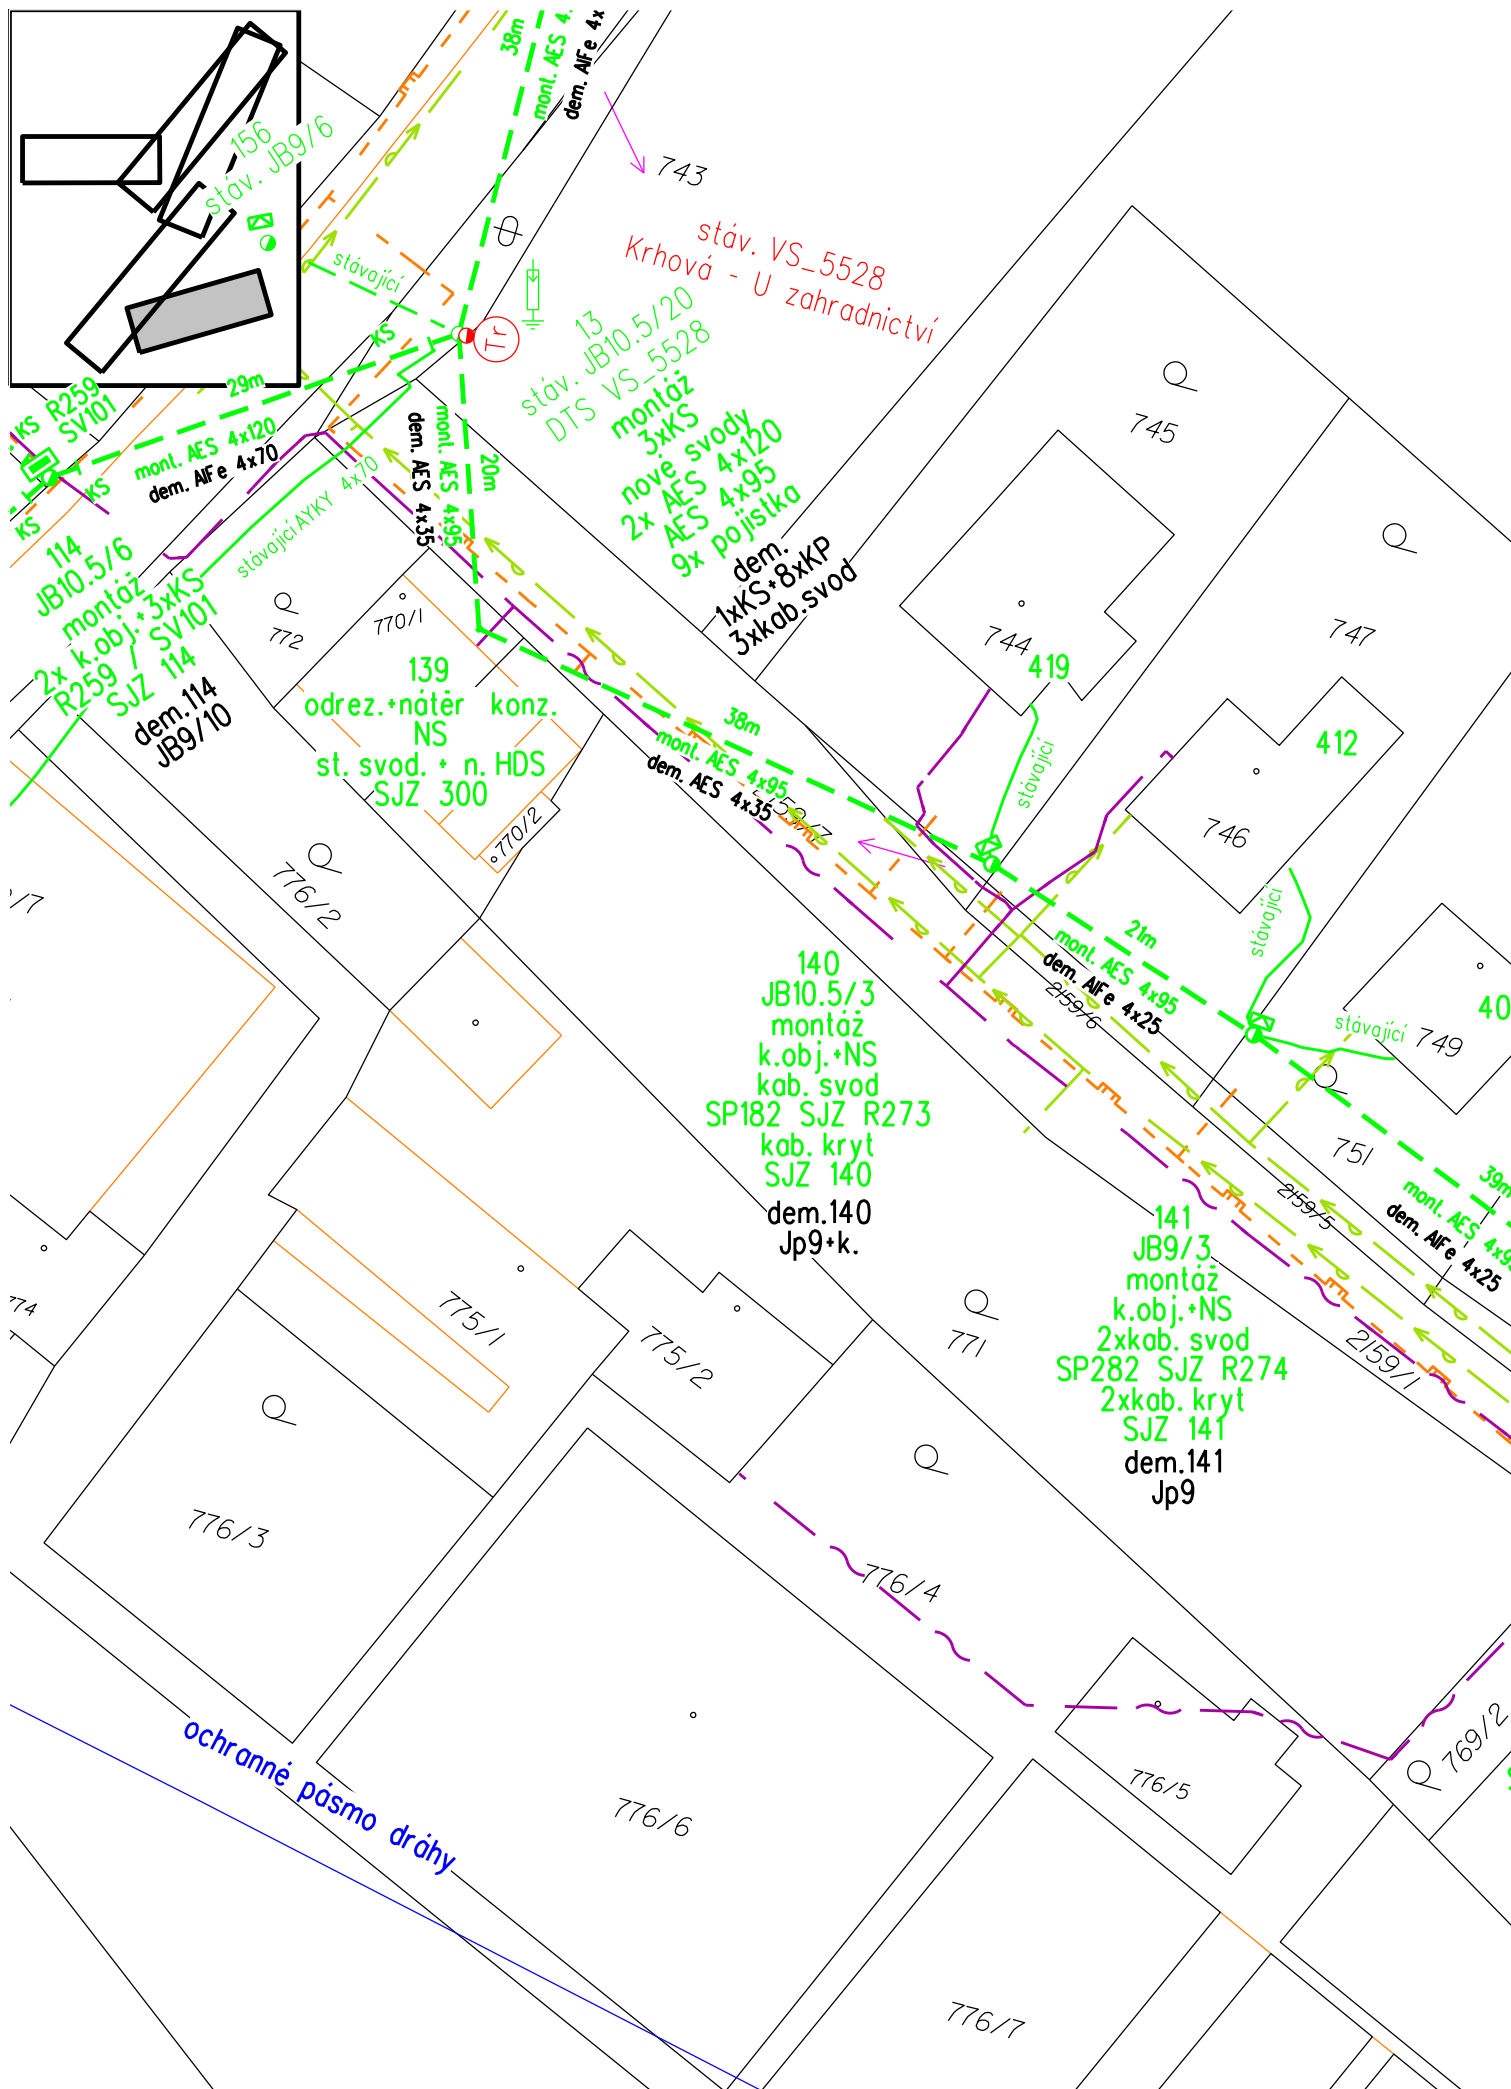 38m
mont. AES 4.
dem. AlFe 4x
156
stáv. JB9/6
743
stáv. VS_5528
Krhová - U zahradnictví
stávající
Tr
KS
13
stáv. JB10.5/20
DTS VS_5528
montáž
3xKS
nové svody
2x AES 4x120
AES 4x95
9x pojistka
dem.
1xKS+8xKP
3xkab.svod
29m
mont. AES 4x120
dem. AlFe 4x70
KS R259
SV101
KS
KS
20m
mont. AES 4x95
dem. AES 4x35
stávající AYKY 4x70
745
747
744
419
412
746
114
JB10.5/6
montáž
2x k.obj.+3xKS
R259 / SV101
SJZ 114
dem.114
JB9/10
772
770/1
139
odrez.+nátěr konz.
NS
st. svod. + n. HDS
SJZ 300
770/2
38m
mont. AES 4x95
dem. AES 4x35
stávající
776/2
21m
mont. AES 4x95
dem. AlFe 4x25
2159/6
stávající
stávající
749
40
140
JB10.5/3
montáž
k.obj.+NS
kab. svod
SP182 SJZ R273
kab. kryt
SJZ 140
dem.140
Jp9+k.
751
39m
mont. AES 4x9
dem. AlFe 4x25
2159/5
141
JB9/3
montáž
k.obj.+NS
2xkab. svod
SP282 SJZ R274
2xkab. kryt
SJZ 141
dem.141
Jp9
2159/1
774
775/1
775/2
771
776/3
776/4
769/2
776/5
776/6
ochranné pásmo dráhy
776/7